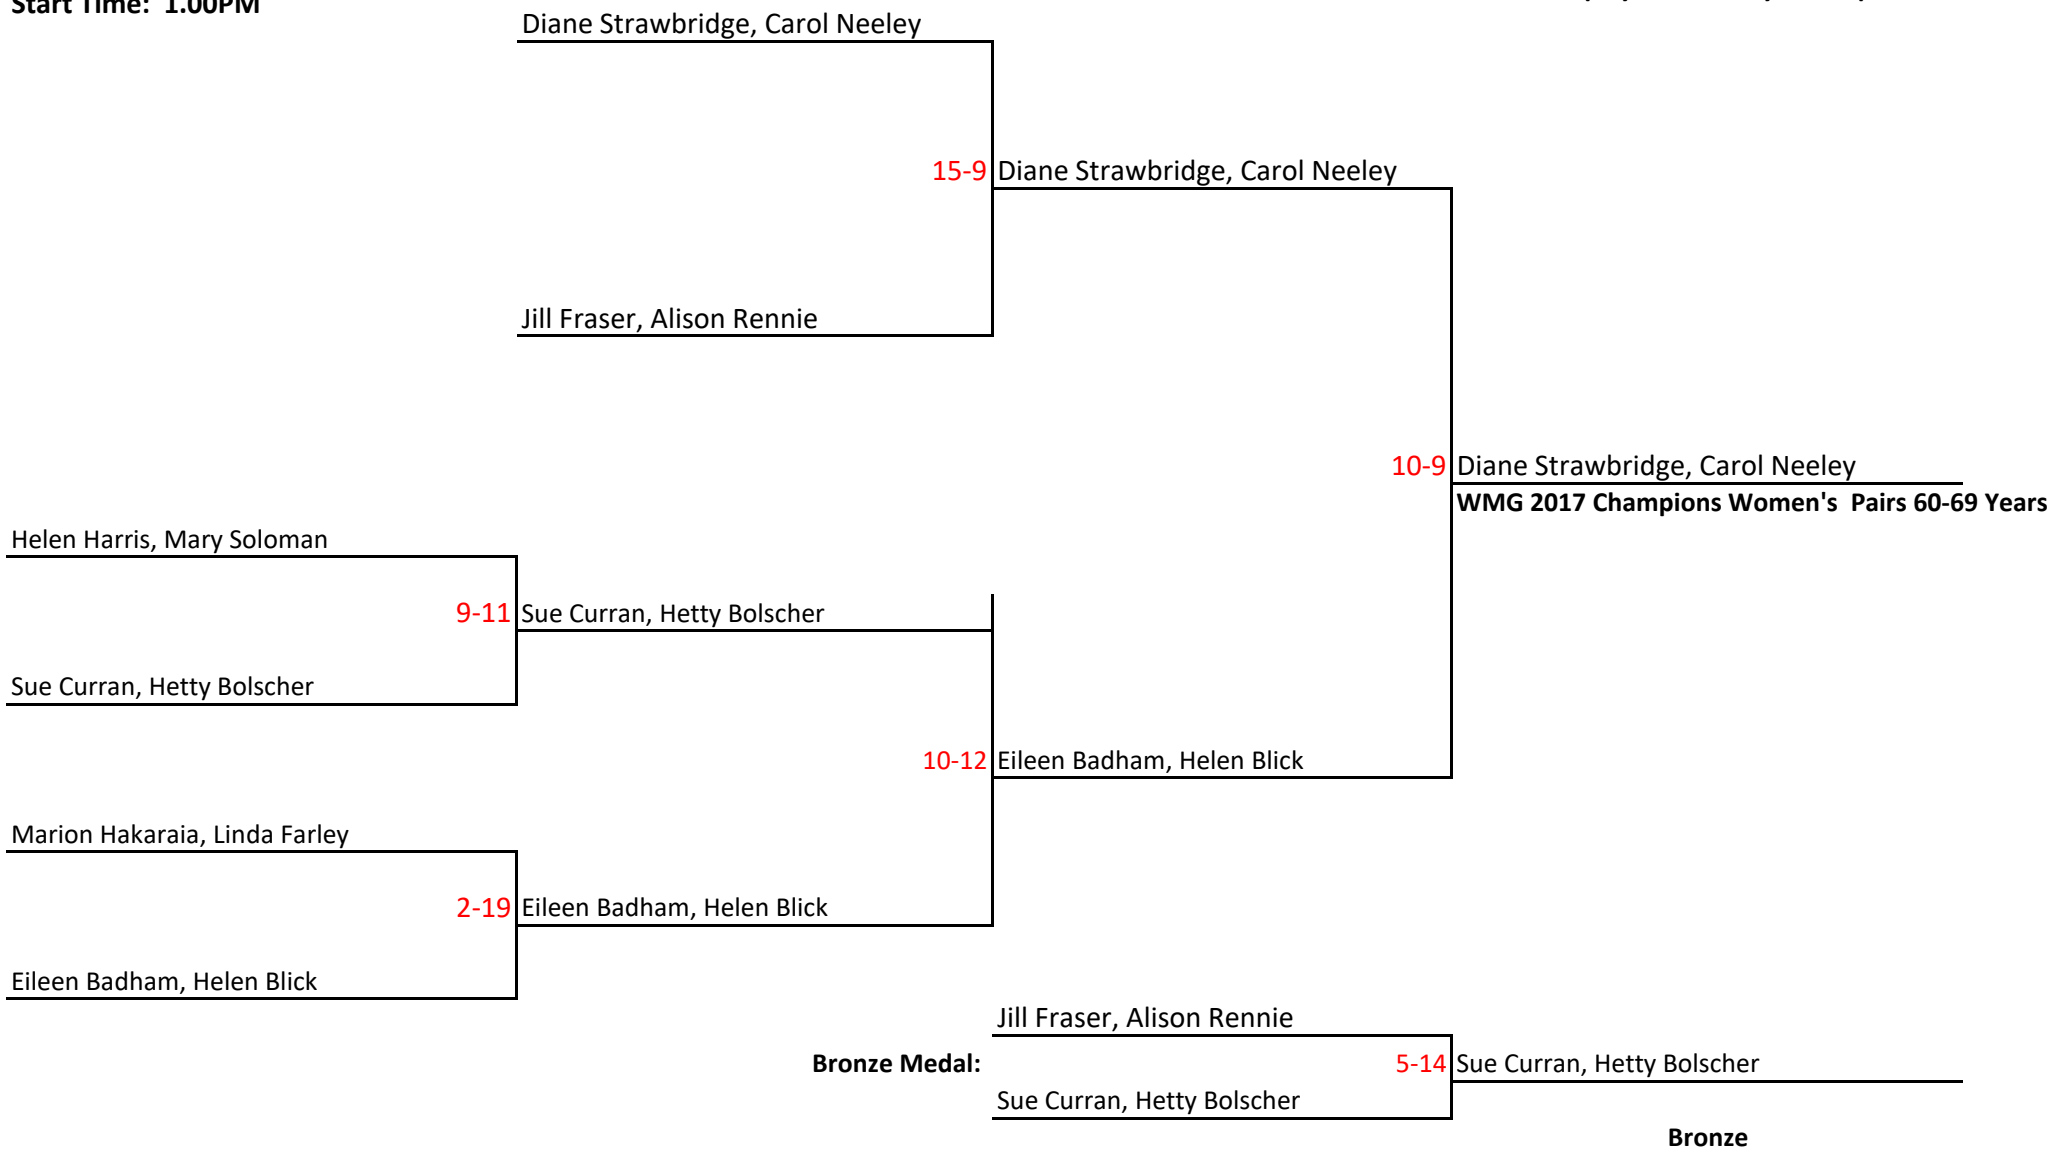 Start Time:  1.00PM
Diane Strawbridge, Carol Neeley
15-9 Diane Strawbridge, Carol Neeley
Jill Fraser, Alison Rennie
10-9 Diane Strawbridge, Carol Neeley
WMG 2017 Champions Women's  Pairs 60-69 Years
Helen Harris, Mary Soloman
9-11 Sue Curran, Hetty Bolscher
Sue Curran, Hetty Bolscher
10-12 Eileen Badham, Helen Blick
Marion Hakaraia, Linda Farley
2-19 Eileen Badham, Helen Blick
Eileen Badham, Helen Blick
Jill Fraser, Alison Rennie
Bronze Medal: 5-14 Sue Curran, Hetty Bolscher
Sue Curran, Hetty Bolscher
Bronze